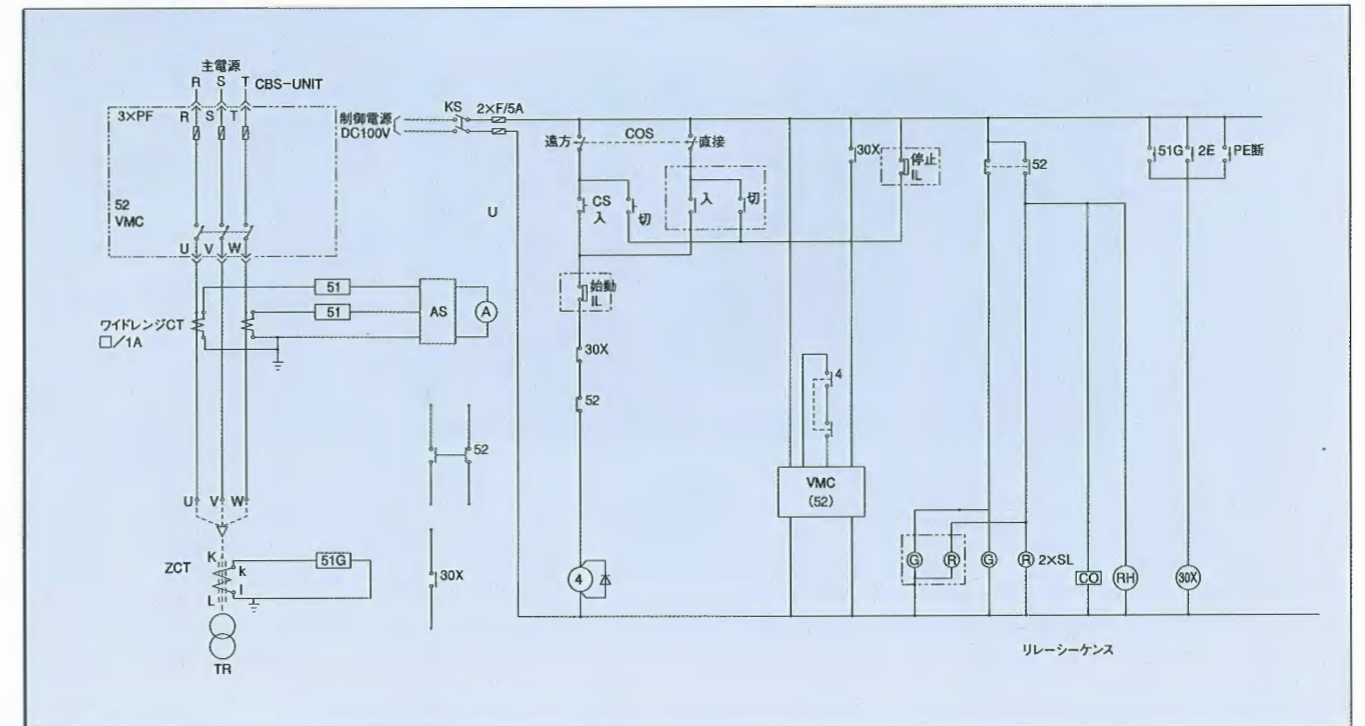 主電源
R S T CBS-UNIT
3×PF R S T
52
VMC
U V W
制御電源
DC100V
KS 2×F/5A
遠方 COS 直接
CS
入 切
入 切
30X
停止
IL
52
51G 2E PE断
U
始動
IL
30X
52
51
51
AS A
ワイドレンジCT
□/1A
4
VMC
(52)
52
30X
U V W
ZCT K k
L l
51G
TR
4
G R G R 2×SL
CO RH 30X
リレーシーケンス